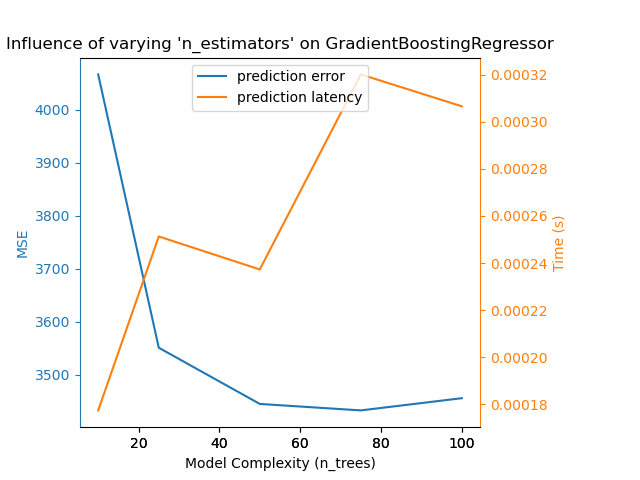 Influence of varying 'n_estimators' on GradientBoostingRegressor
prediction error
prediction latency
MSE
4000
3900
3800
3700
3600
3500
0.00032
0.00030
0.00028
0.00026
0.00024
0.00022
0.00020
0.00018
Time (s)
20 40 60 80 100
Model Complexity (n_trees)